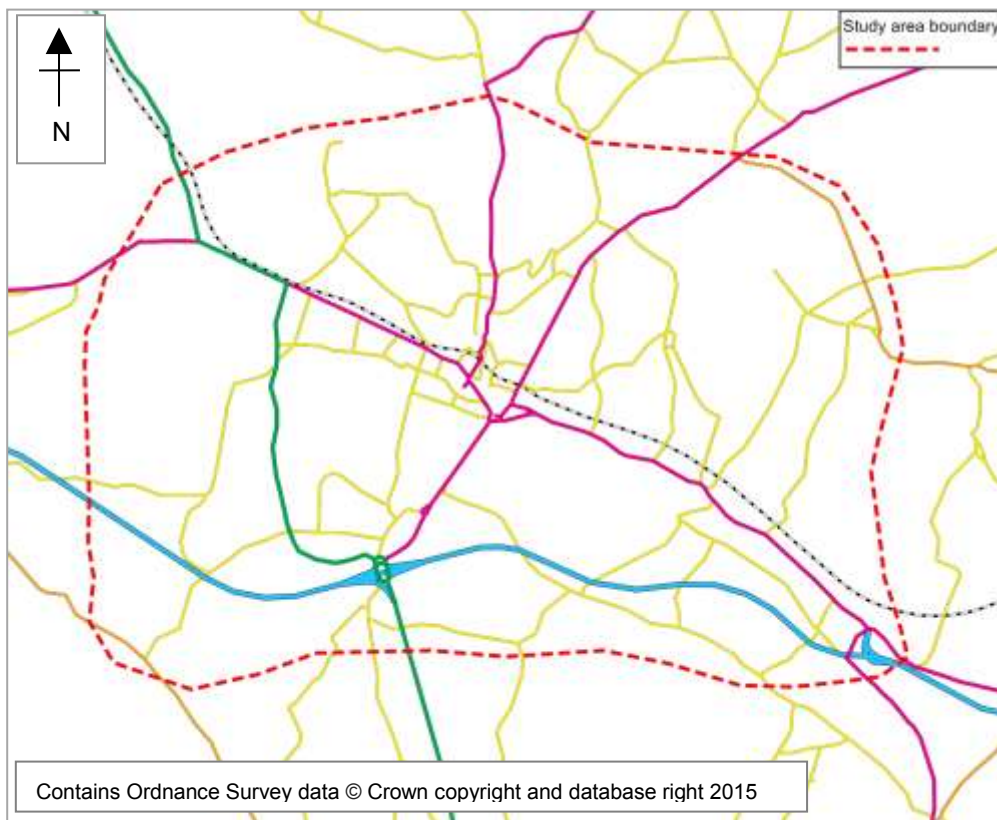 Study area boundary
N
Contains Ordnance Survey data © Crown copyright and database right 2015